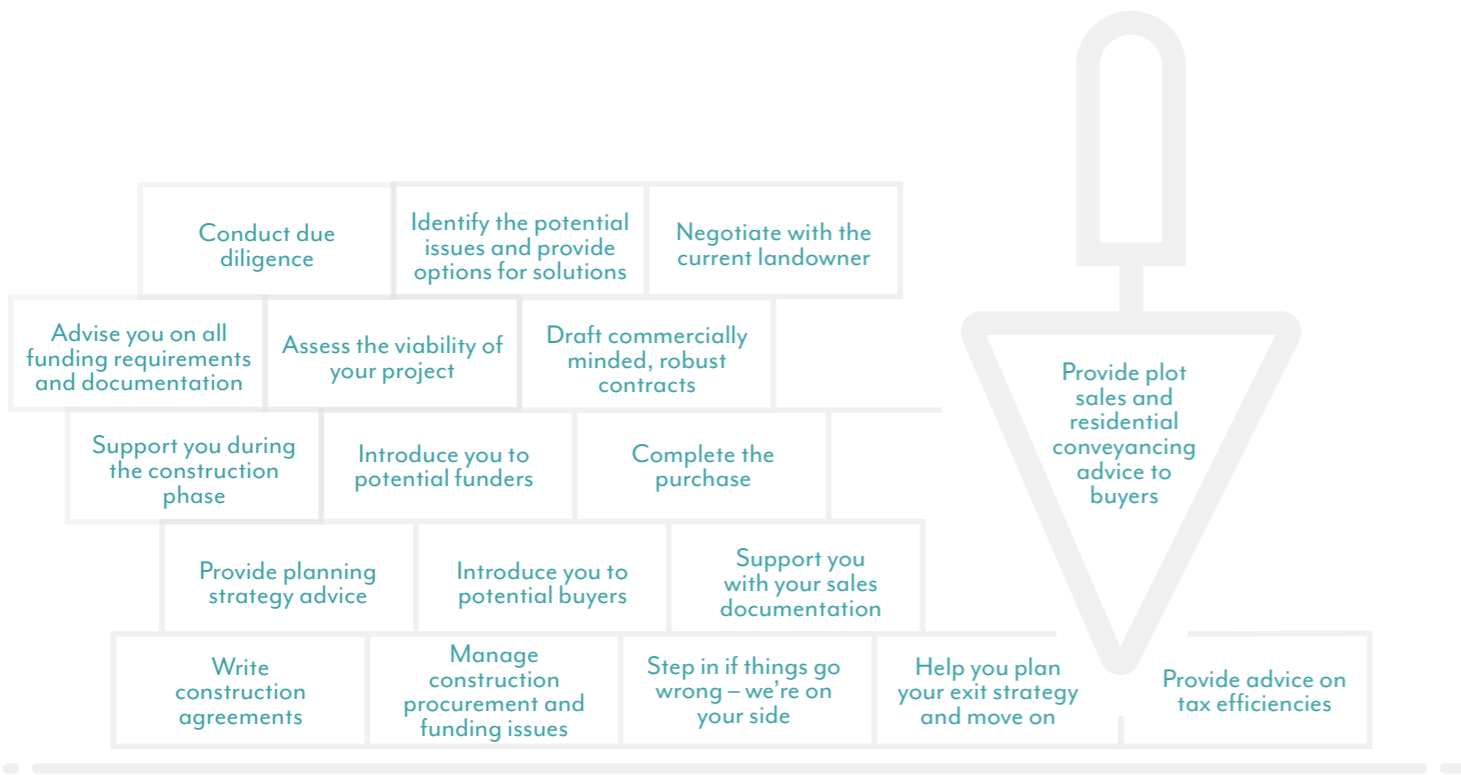 Conduct due
diligence
Identify the potential
issues and provide
options for solutions
Negotiate with the
current landowner
Advise you on all
funding requirements
and documentation
Assess the viability of
your project
Draft commercially
minded, robust
contracts
Provide plot
sales and
residential
conveyancing
advice to
buyers
Support you during
the construction
phase
Introduce you to
potential funders
Complete the
purchase
Provide planning
strategy advice
Introduce you to
potential buyers
Support you
with your sales
documentation
Write
construction
agreements
Manage
construction
procurement and
funding issues
Step in if things go
wrong – we’re on
your side
Help you plan
your exit strategy
and move on
Provide advice on
tax efficiencies